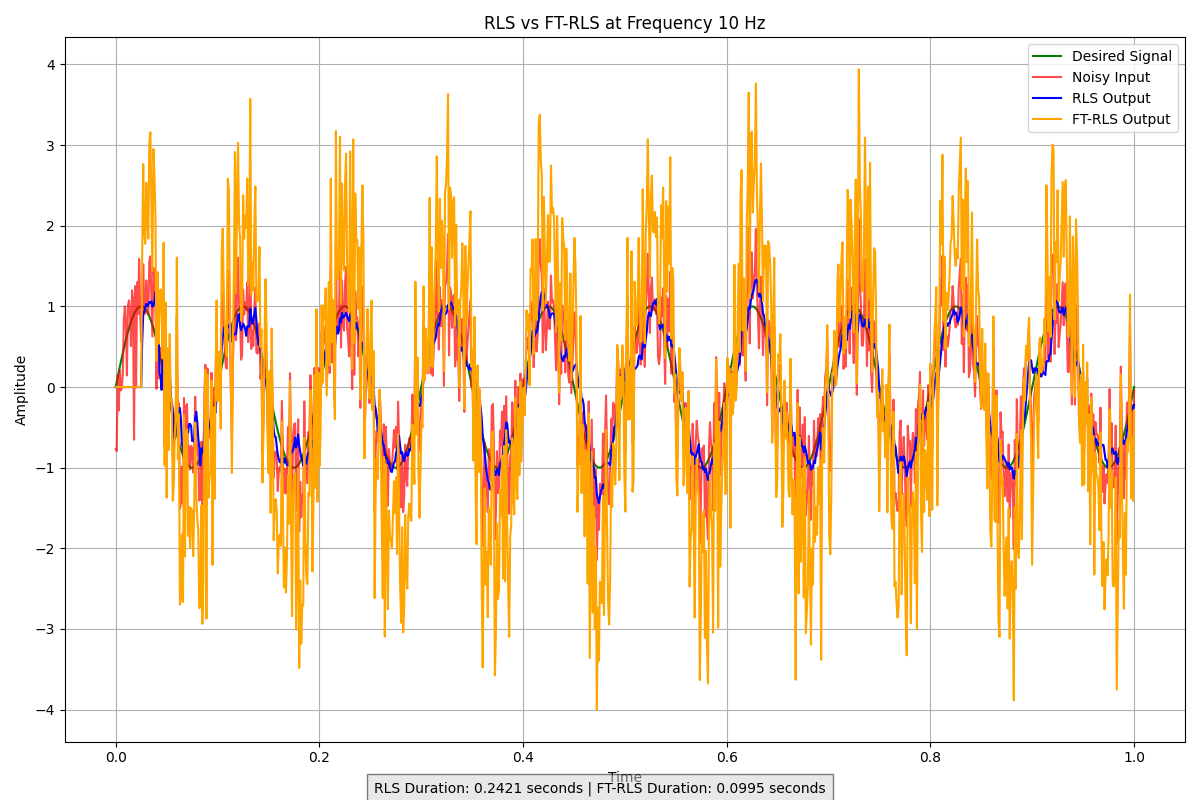 RLS vs FT-RLS at Frequency 10 Hz
Desired Signal
Noisy Input
RLS Output
FT-RLS Output
4
3
2
1
0
−1
−2
−3
−4
Amplitude
0.0 0.2 0.4 0.6 0.8 1.0
Time
RLS Duration: 0.2421 seconds | FT-RLS Duration: 0.0995 seconds